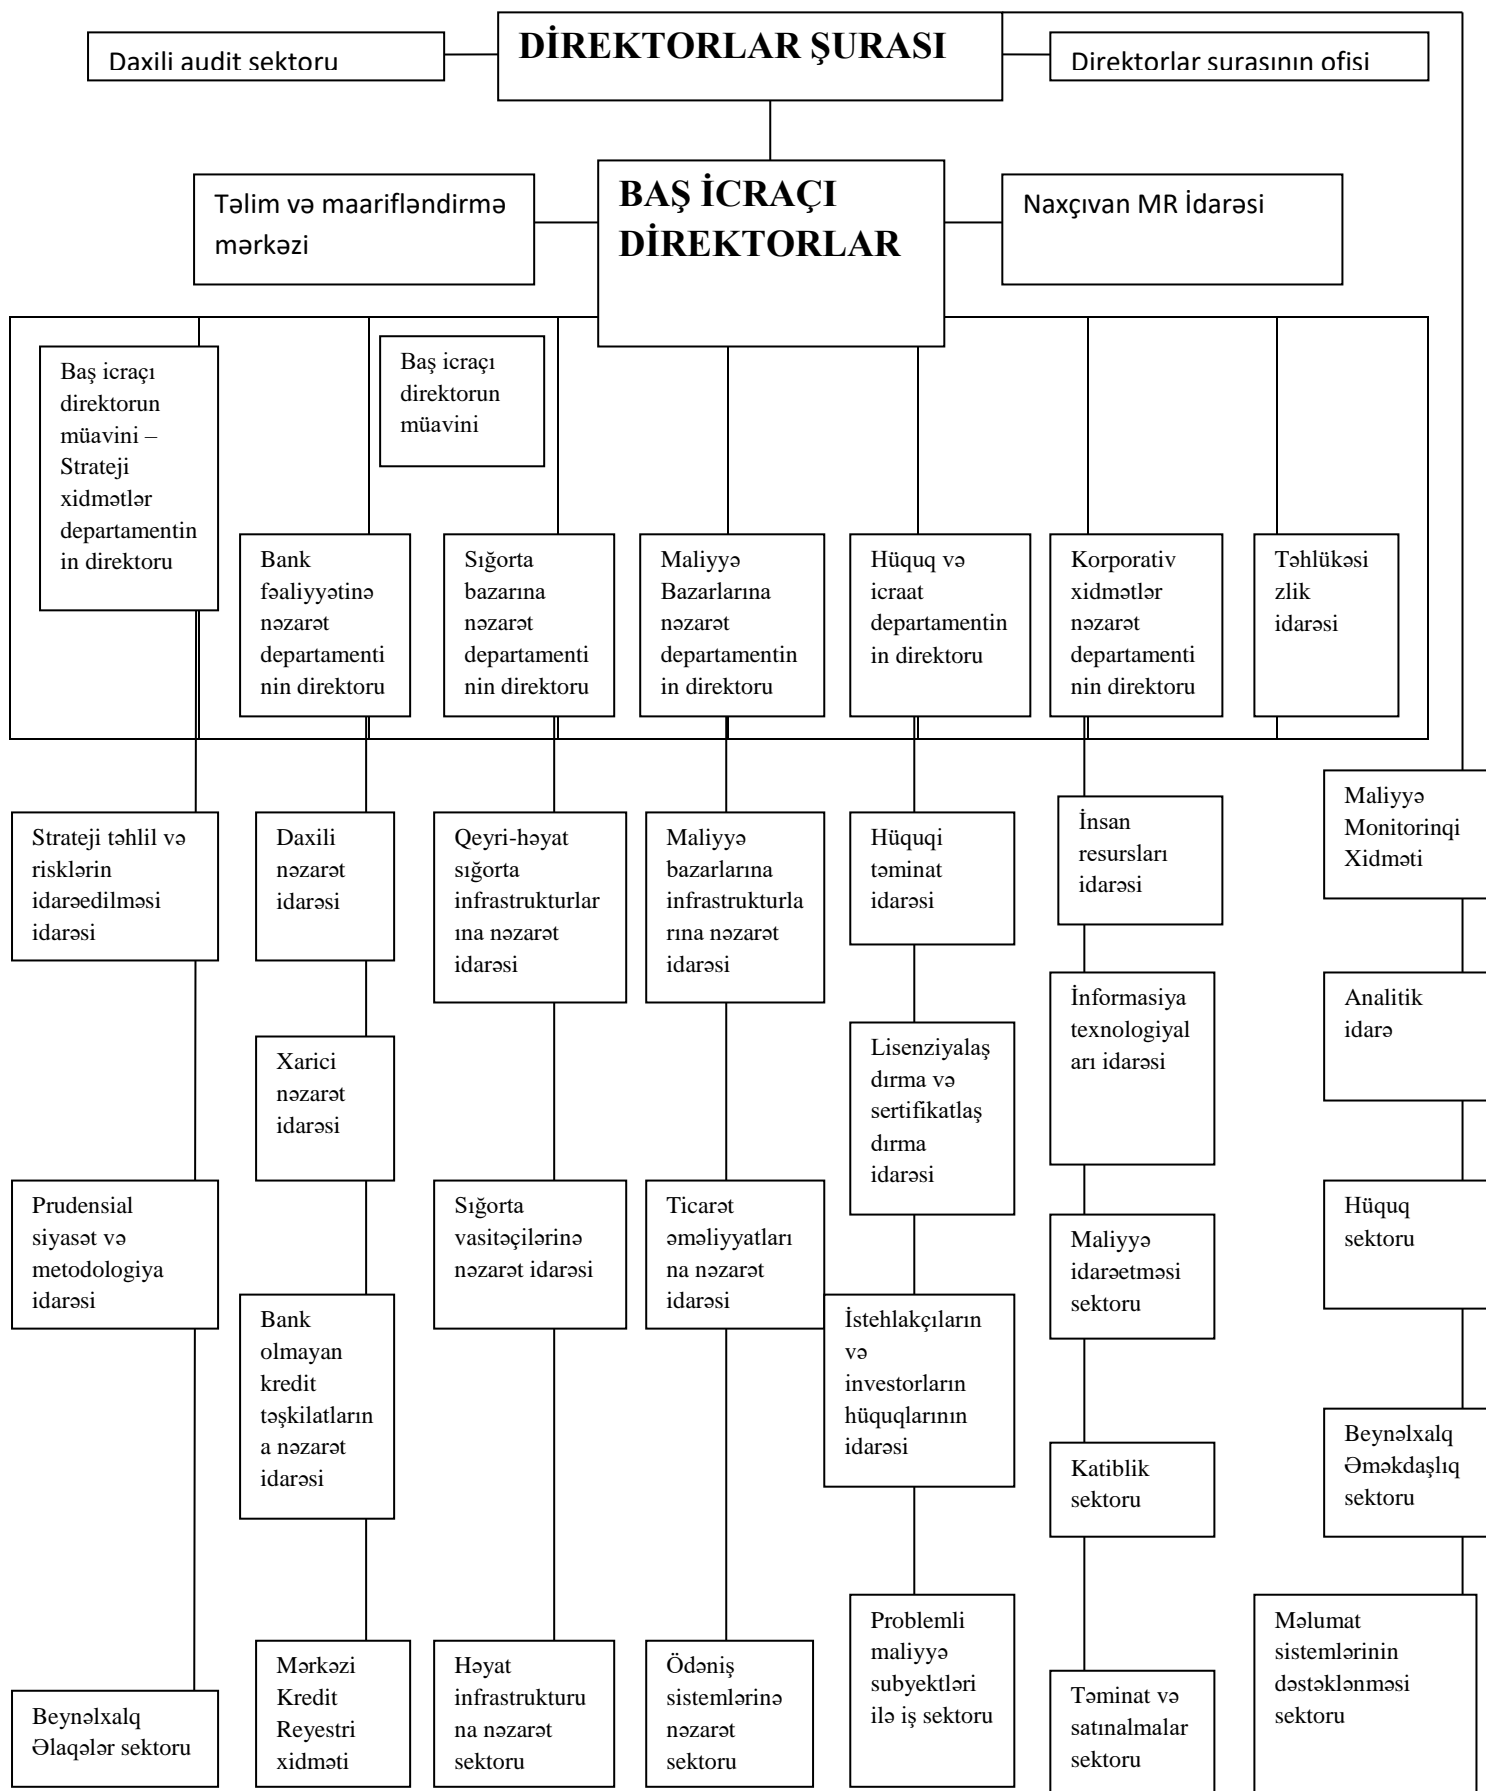 DİREKTORLAR ŞURASI
Daxili audit sektoru
Direktorlar surasının ofisi
BAŞ İCRAÇI
DİREKTORLAR
Təlim və maarifləndirmə
mərkəzi
Naxçıvan MR İdarəsi
Baş icraçı
direktorun
müavini –
Strateji
xidmətlər
departamentin
in direktoru
Baş icraçı
direktorun
müavini
Bank
fəaliyyətinə
nəzarət
departamenti
nin direktoru
Sığorta
bazarına
nəzarət
departamenti
nin direktoru
Maliyyə
Bazarlarına
nəzarət
departamentin
in direktoru
Hüquq və
icraat
departamentin
in direktoru
Korporativ
xidmətlər
nəzarət
departamenti
nin direktoru
Təhlükəsi
zlik
idarəsi
Strateji təhlil və
risklərin
idarəedilməsi
idarəsi
Prudensial
siyasət və
metodologiya
idarəsi
Beynəlxalq
Əlaqələr sektoru
Daxili
nəzarət
idarəsi
Xarici
nəzarət
idarəsi
Bank
olmayan
kredit
təşkilatların
a nəzarət
idarəsi
Mərkəzi
Kredit
Reyestri
xidməti
Qeyri-həyat
sığorta
infrastrukturlar
ına nəzarət
idarəsi
Sığorta
vasitəçilərinə
nəzarət idarəsi
Həyat
infrastrukturu
na nəzarət
sektoru
Maliyyə
bazarlarına
infrastrukturla
rına nəzarət
idarəsi
Ticarət
əməliyyatları
na nəzarət
idarəsi
Ödəniş
sistemlərinə
nəzarət
sektoru
Hüquqi
təminat
idarəsi
Lisenziyalaş
dırma və
sertifikatlaş
dırma
idarəsi
İstehlakçıların
və
investorların
hüquqlarının
idarəsi
Problemli
maliyyə
subyektləri
ilə iş sektoru
İnsan
resursları
idarəsi
İnformasiya
texnologiyal
arı idarəsi
Maliyyə
idarəetməsi
sektoru
Katiblik
sektoru
Təminat və
satınalmalar
sektoru
Maliyyə
Monitorinqi
Xidməti
Analitik
idarə
Hüquq
sektoru
Beynəlxalq
Əməkdaşlıq
sektoru
Məlumat
sistemlərinin
dəstəklənməsi
sektoru